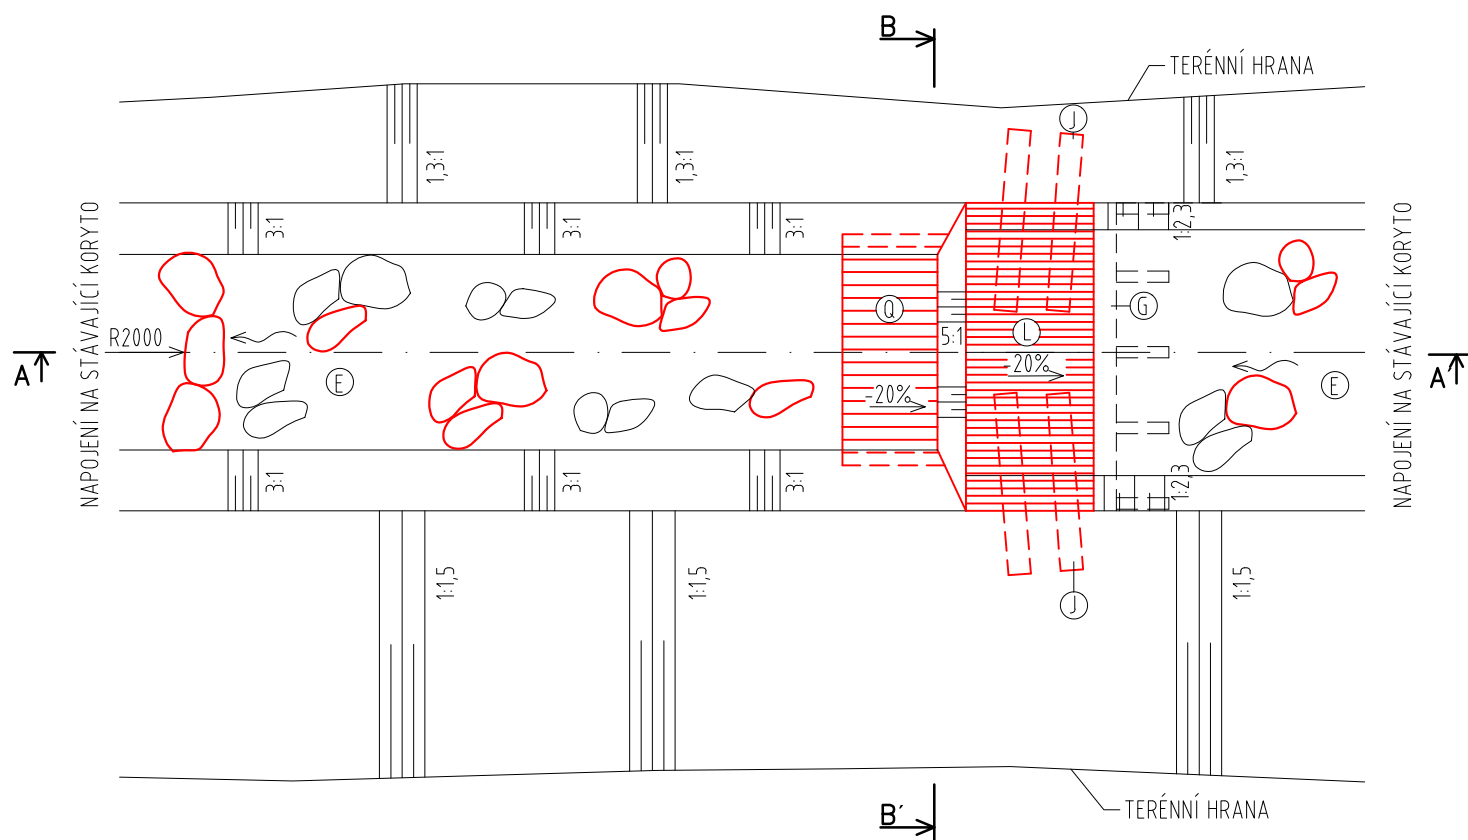 B
TERÉNNÍ HRANA
J
1,3:1
1,3:1
1,3:1
NAPOJENÍ NA STÁVAJÍCÍ KORYTO
3:1
3:1
3:1
1:2,3
NAPOJENÍ NA STÁVAJÍCÍ KORYTO
Q
G
L
R2000
5:1
A
-20‰
A´
E
E
-20‰
3:1
3:1
3:1
1:2,3
1:1,5
1:1,5
1:1,5
J
B´
TERÉNNÍ HRANA